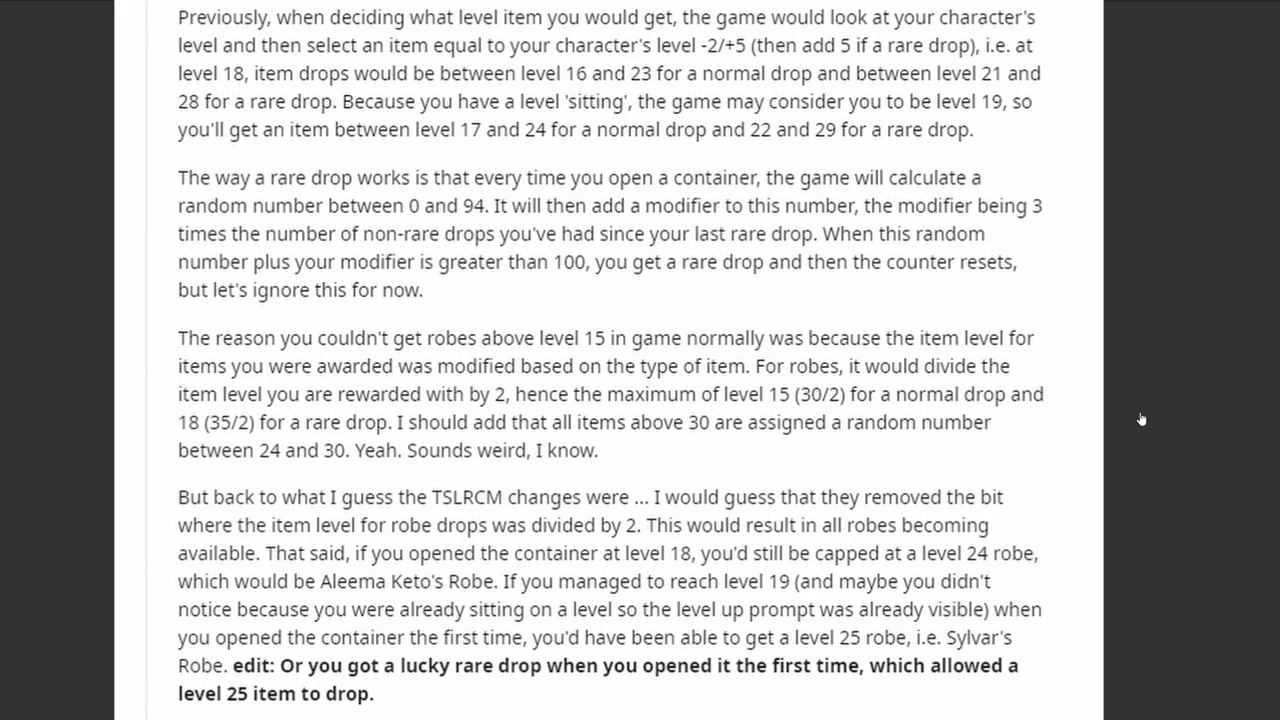 Previously, when deciding what level item you would get, the game would look at your character's
level and then select an item equal to your character's level -2/+5 (then add 5 if a rare drop), i.e. at
level 18, item drops would be between level 16 and 23 for a normal drop and between level 21 and
28 for a rare drop. Because you have a level 'sitting', the game may consider you to be level 19, so
you'll get an item between level 17 and 24 for a normal drop and 22 and 29 for a rare drop.
The way a rare drop works is that every time you open a container, the game will calculate a
random number between 0 and 94. It will then add a modifier to this number, the modifier being 3
times the number of non-rare drops you've had since your last rare drop. When this random
number plus your modifier is greater than 100, you get a rare drop and then the counter resets,
but let's ignore this for now.
The reason you couldn't get robes above level 15 in game normally was because the item level for
items you were awarded was modified based on the type of item. For robes, it would divide the
item level you are rewarded with by 2, hence the maximum of level 15 (30/2) for a normal drop and
18 (35/2) for a rare drop. I should add that all items above 30 are assigned a random number
between 24 and 30. Yeah. Sounds weird, I know.
But back to what I guess the TSLRCM changes were ... I would guess that they removed the bit
where the item level for robe drops was divided by 2. This would result in all robes becoming
available. That said, if you opened the container at level 18, you'd still be capped at a level 24 robe,
which would be Aleema Keto's Robe. If you managed to reach level 19 (and maybe you didn't
notice because you were already sitting on a level so the level up prompt was already visible) when
you opened the container the first time, you'd have been able to get a level 25 robe, i.e. Sylvar's
Robe. edit: Or you got a lucky rare drop when you opened it the first time, which allowed a
level 25 item to drop.